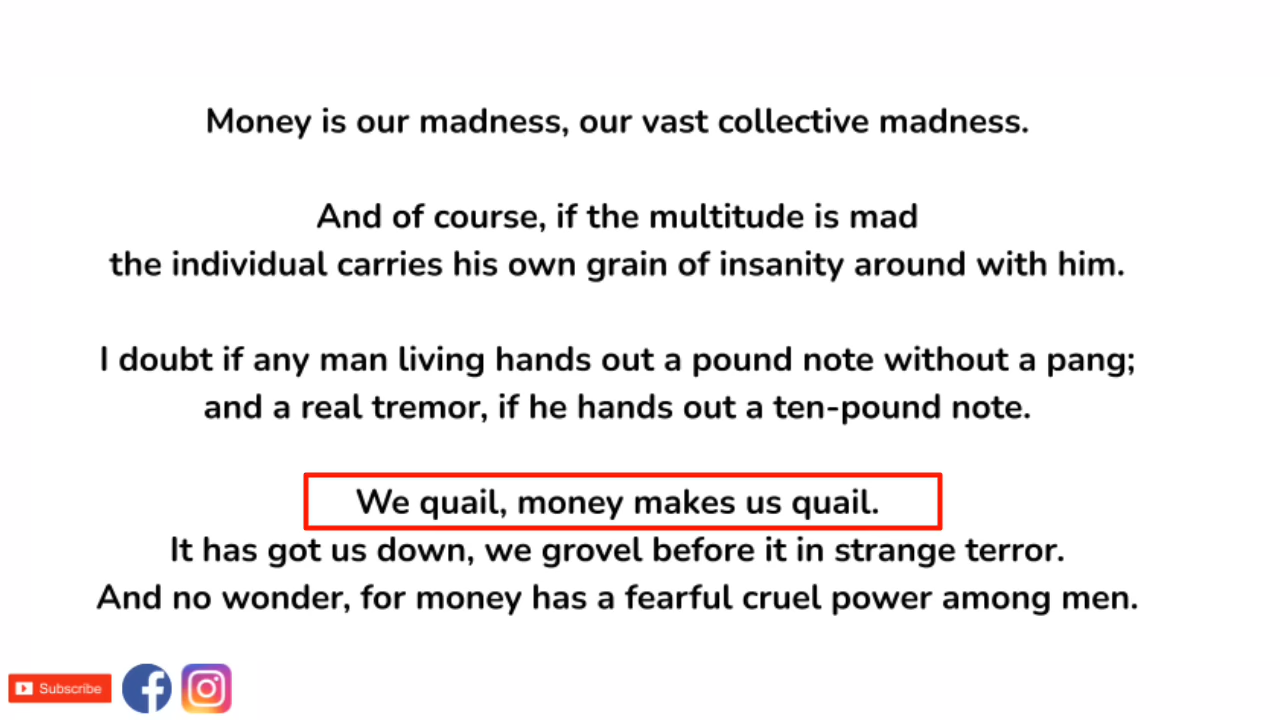 Money is our madness, our vast collective madness.
And of course, if the multitude is mad
the individual carries his own grain of insanity around with him.
I doubt if any man living hands out a pound note without a pang;
and a real tremor, if he hands out a ten-pound note.
We quail, money makes us quail.
It has got us down, we grovel before it in strange terror.
And no wonder, for money has a fearful cruel power among men.
Subscribe